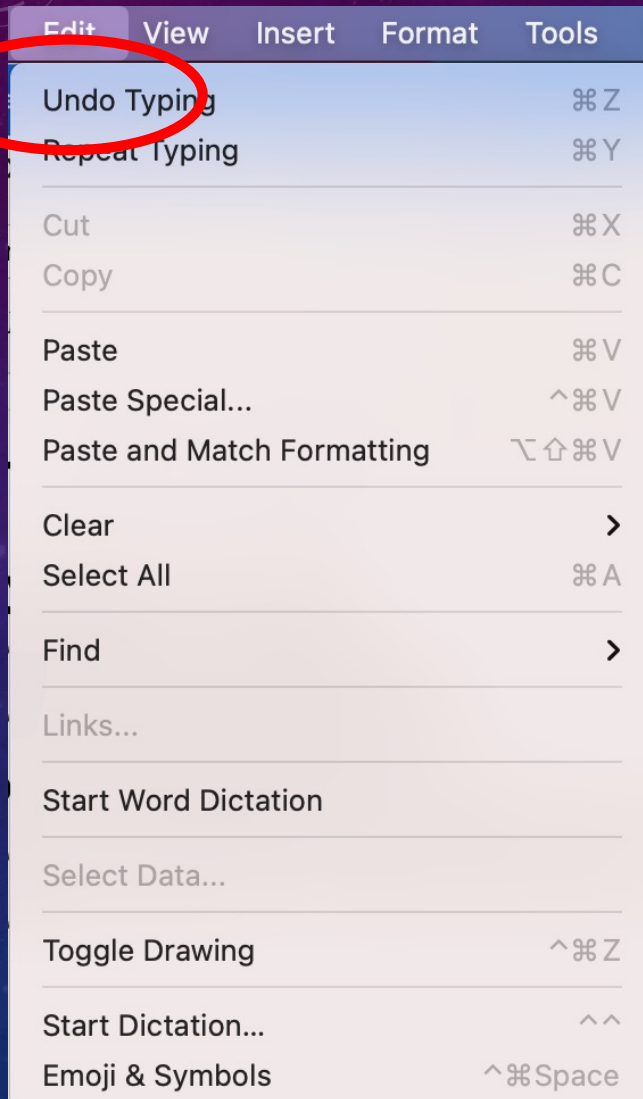 Edit View Insert Format Tools
Undo Typing ⌘Z
Repeat Typing ⌘Y
Cut ⌘X
Copy ⌘C
Paste ⌘V
Paste Special... ^⌘V
Paste and Match Formatting ⌥⇧⌘V
Clear >
Select All ⌘A
Find >
Links...
Start Word Dictation
Select Data...
Toggle Drawing ^⌘Z
Start Dictation... ^^
Emoji & Symbols ^⌘Space